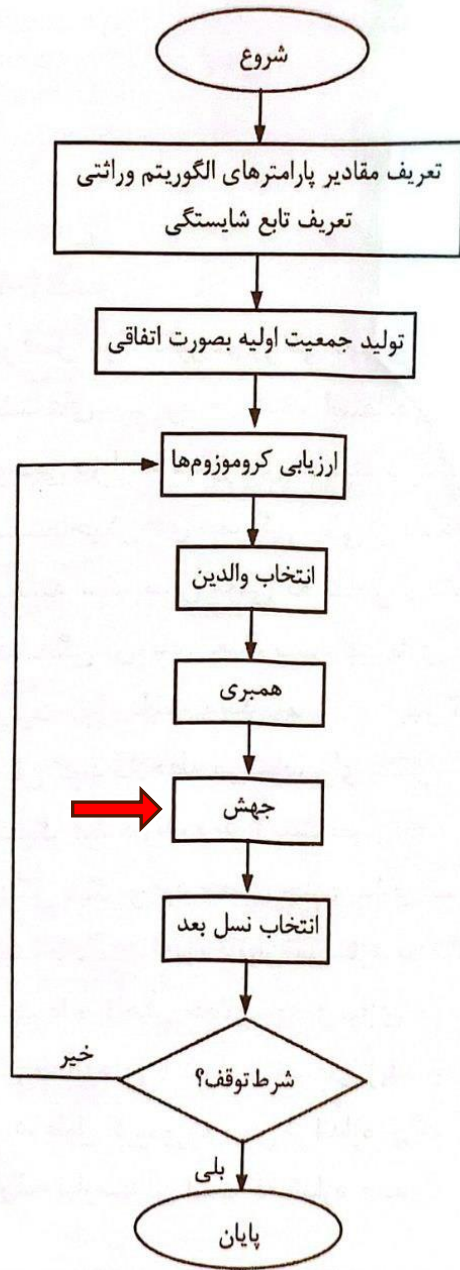 شروع
تعریف مقادیر پارامترهای الگوریتم وراثتی
تعریف تابع شایستگی
تولید جمعیت اولیه بصورت اتفاقی
ارزیابی کروموزوم‌ها
انتخاب والدین
همبری
جهش
انتخاب نسل بعد
شرط توقف؟
خیر
بلی
پایان